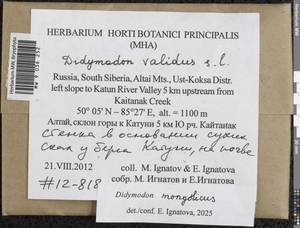 HERBARIUM HORTI BOTANICI PRINCIPALIS
(MHA)
Didymodon validus s.l.
Russia, South Siberia, Altai Mts., Ust-Koksa Distr.
left slope to Katun River Valley 5 km upstream from
Kaitanak Creek
50° 05' N – 85°27' E, alt. = 1100 m
Алтай, склон горы к Катуни 5 км Ю рч. Кайтанак
стенка в основании сухих
скал у берега Катуни, на почве
21.VIII.2012 coll. M. Ignatov & E. Ignatova
собр. М. Игнатов и Е.Игнатова
#12-818
Didymodon mongolicus
det./conf. E. Ignatova, 2025
Herbarium MW Bryophyta